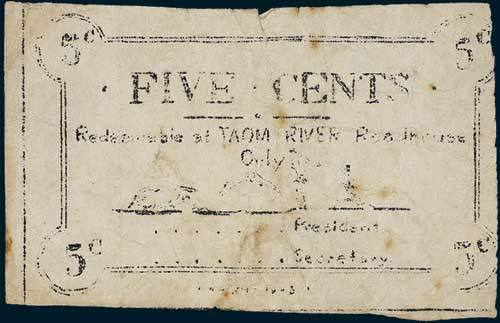 5c 5c
FIVE CENTS
Redeemable at TAOM RIVER Roadhouse
Only
President
Secretary
5c 5c